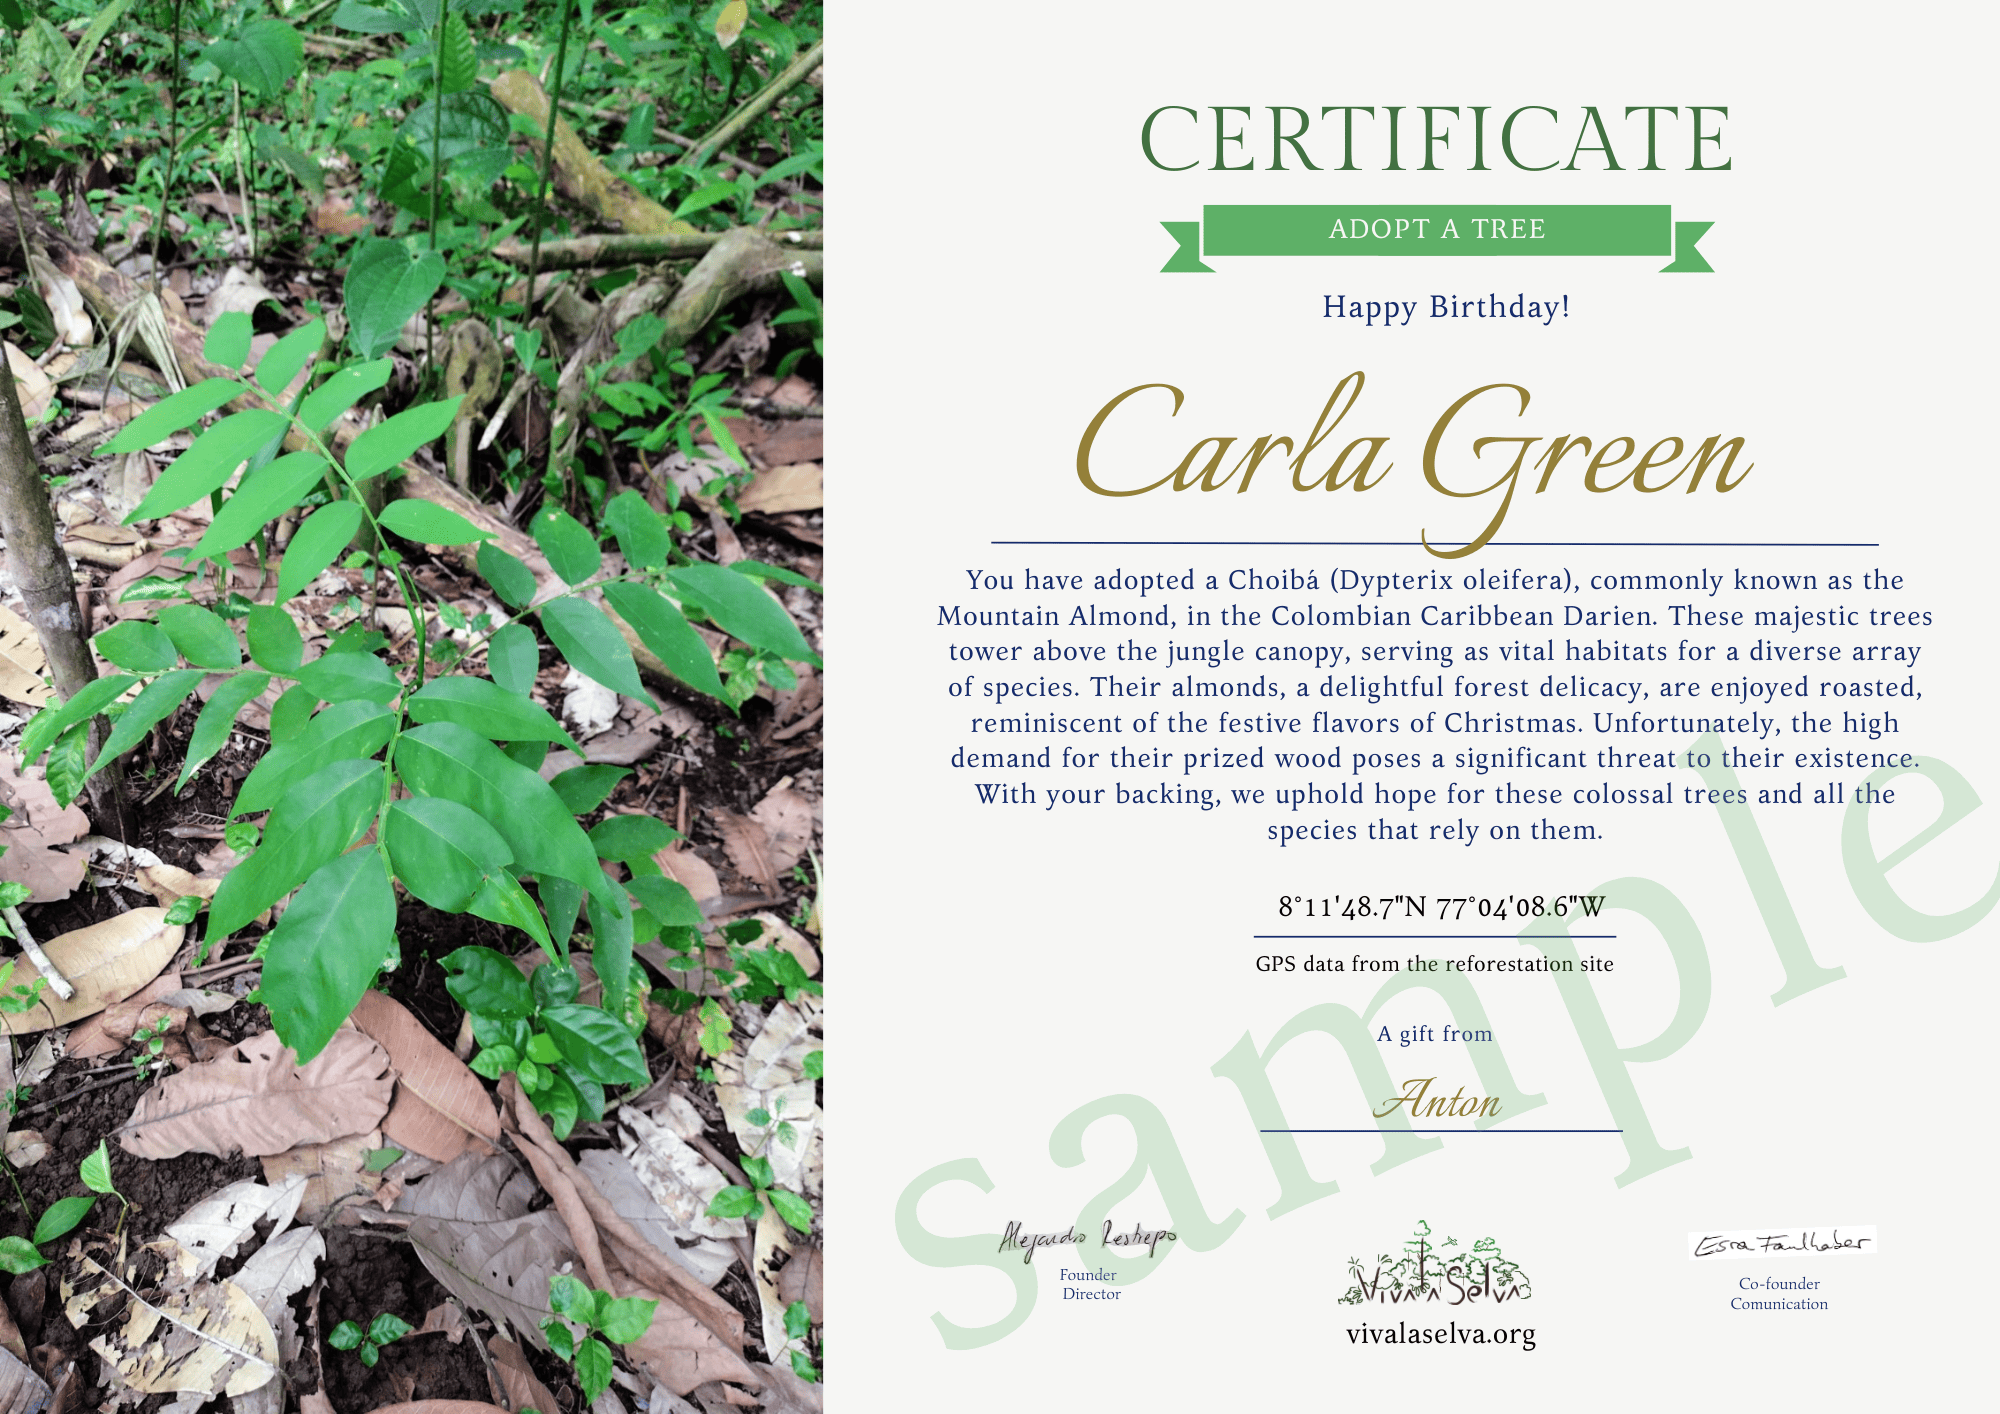 CERTIFICATE
ADOPT A TREE
Happy Birthday!
Carla Green
You have adopted a Choibá (Dypterix oleifera), commonly known as the
Mountain Almond, in the Colombian Caribbean Darien. These majestic trees
tower above the jungle canopy, serving as vital habitats for a diverse array
of species. Their almonds, a delightful forest delicacy, are enjoyed roasted,
reminiscent of the festive flavors of Christmas. Unfortunately, the high
demand for their prized wood poses a significant threat to their existence.
With your backing, we uphold hope for these colossal trees and all the
species that rely on them.
8°11'48.7"N 77°04'08.6"W
GPS data from the reforestation site
A gift from
Anton
sample
Alejandro Restrepo
Founder
Director
Viva la Selva
vivalaselva.org
Esra Faulhaber
Co-founder
Comunication